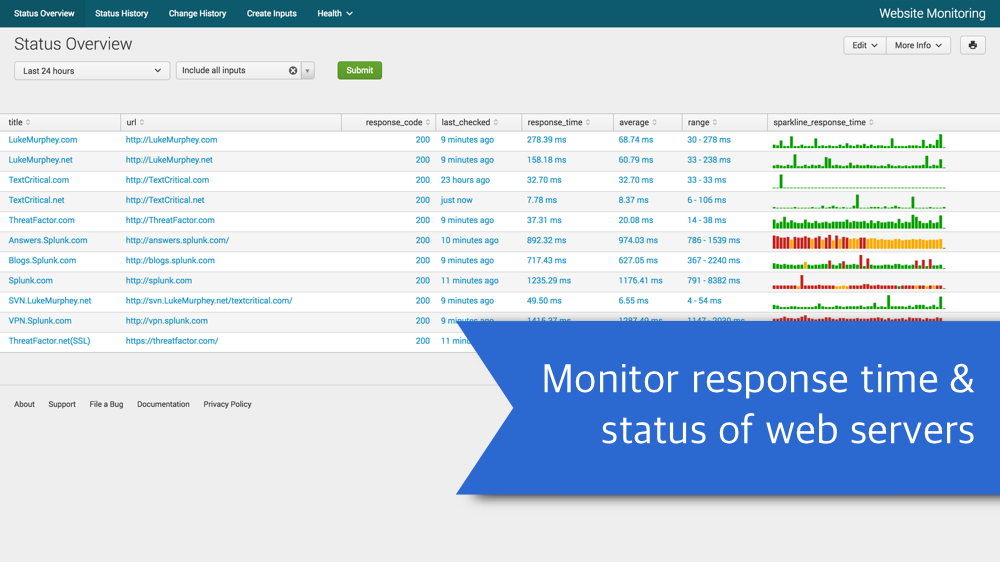 Status Overview Status History Change History Create Inputs Health Website Monitoring
Status Overview Edit More Info
Last 24 hours Include all inputs Submit
title url response_code last_checked response_time average range sparkline_response_time
LukeMurphey.com http://LukeMurphey.com 200 9 minutes ago 278.39 ms 68.74 ms 30 - 278 ms
LukeMurphey.net http://LukeMurphey.net 200 9 minutes ago 158.18 ms 60.79 ms 33 - 238 ms
TextCritical.com http://TextCritical.com 200 23 hours ago 32.70 ms 32.70 ms 33 - 33 ms
TextCritical.net http://TextCritical.net 200 just now 7.78 ms 8.37 ms 6 - 106 ms
ThreatFactor.com http://ThreatFactor.com 200 9 minutes ago 37.31 ms 20.08 ms 14 - 38 ms
Answers.Splunk.com http://answers.splunk.com/ 200 10 minutes ago 892.32 ms 974.03 ms 786 - 1539 ms
Blogs.Splunk.com http://blogs.splunk.com 200 9 minutes ago 717.43 ms 627.05 ms 367 - 2240 ms
Splunk.com http://splunk.com 200 11 minutes ago 1235.29 ms 1176.41 ms 791 - 8382 ms
SVN.LukeMurphey.net http://svn.LukeMurphey.net/textcritical.com/ 200 9 minutes ago 49.50 ms 6.55 ms 4 - 54 ms
VPN.Splunk.com http://vpn.splunk.com 200 9
ThreatFactor.net(SSL) https://threatfactor.com/ 200 11
Monitor response time &
status of web servers
About Support File a Bug Documentation Privacy Policy